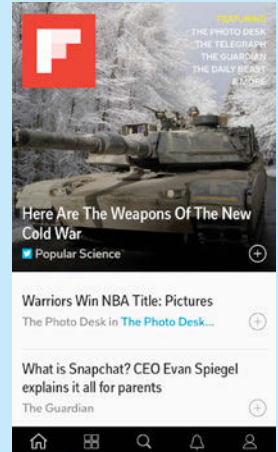 FEATURING
THE PHOTO DESK
THE TELEGRAPH
THE GUARDIAN
THE DAILY BEAST
& MORE
Here Are The Weapons Of The New
Cold War
Popular Science
Warriors Win NBA Title: Pictures
The Photo Desk in The Photo Desk...
What is Snapchat? CEO Evan Spiegel
explains it all for parents
The Guardian